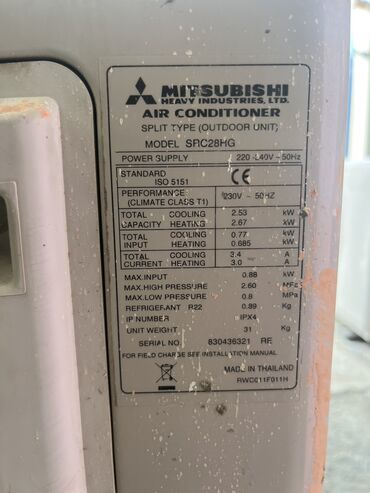 MITSUBISHI
HEAVY INDUSTRIES, LTD.
AIR CONDITIONER
SPLIT TYPE (OUTDOOR UNIT)
MODEL SRC28HG
POWER SUPPLY 220-240V~50Hz
STANDARD
ISO 5151 CE
PERFORMANCE
(CLIMATE CLASS T1) 230V ~ 50HZ
TOTAL COOLING 2.53 kW
CAPACITY HEATING 2.67 kW
TOTAL COOLING 0.77 kW
INPUT HEATING 0.685 kW
TOTAL COOLING 3.4 A
CURRENT HEATING 3.0 A
MAX.INPUT 0.88 kW
MAX.HIGH PRESSURE 2.60 MPa
MAX.LOW PRESSURE 0.8 MPa
REFRIGERANT R22 0.89 Kg
IP NUMBER IPX4
UNIT WEIGHT 31 Kg
SERIAL NO. 830436321 RF
FOR FIELD CHARGE SEE INSTALLATION MANUAL
MADE IN THAILAND
RWC011F011H